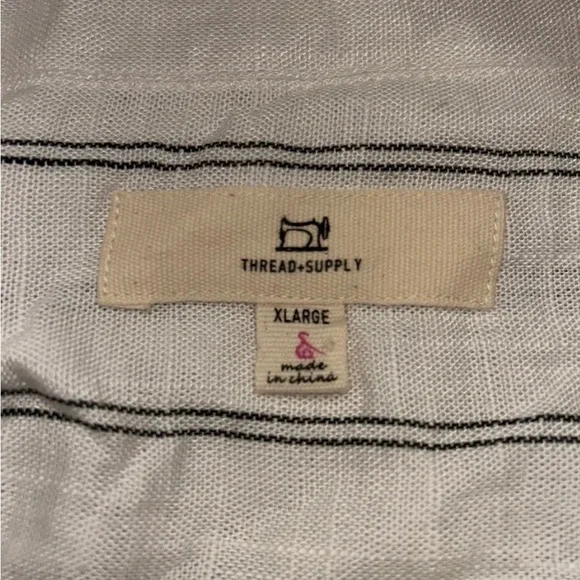 THREAD+SUPPLY
XLARGE
made
in china